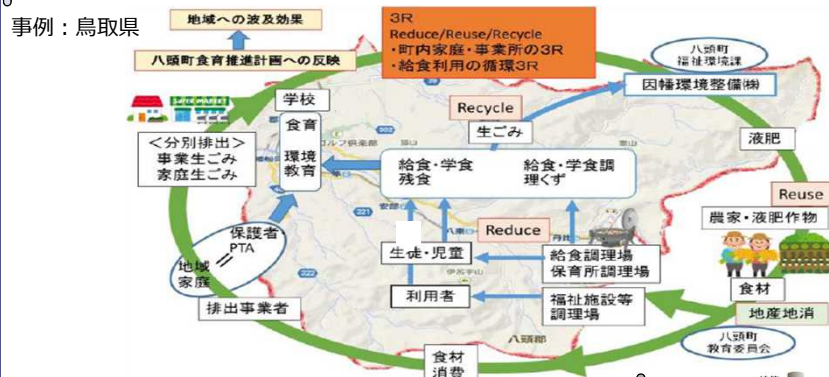 事例：鳥取県
地域への波及効果
八頭町食育推進計画への反映
3R
Reduce/Reuse/Recycle
・町内家庭・事業所の3R
・給食利用の循環3R
八頭町
福祉環境課
因幡環境整備㈱
SUPER MARKET
学校
食育
環境
教育
Recycle
生ごみ
＜分別排出＞
事業生ごみ
家庭生ごみ
給食・学食
残食
給食・学食調
理くず
液肥
Reuse
農家・液肥作物
保護者・
PTA
||
地域
家庭
排出事業者
Reduce
生徒・児童
利用者
給食調理場
保育所調理場
福祉施設等
調理場
食材
地産地消
八頭町
教育委員会
八頭郡
食材
消費